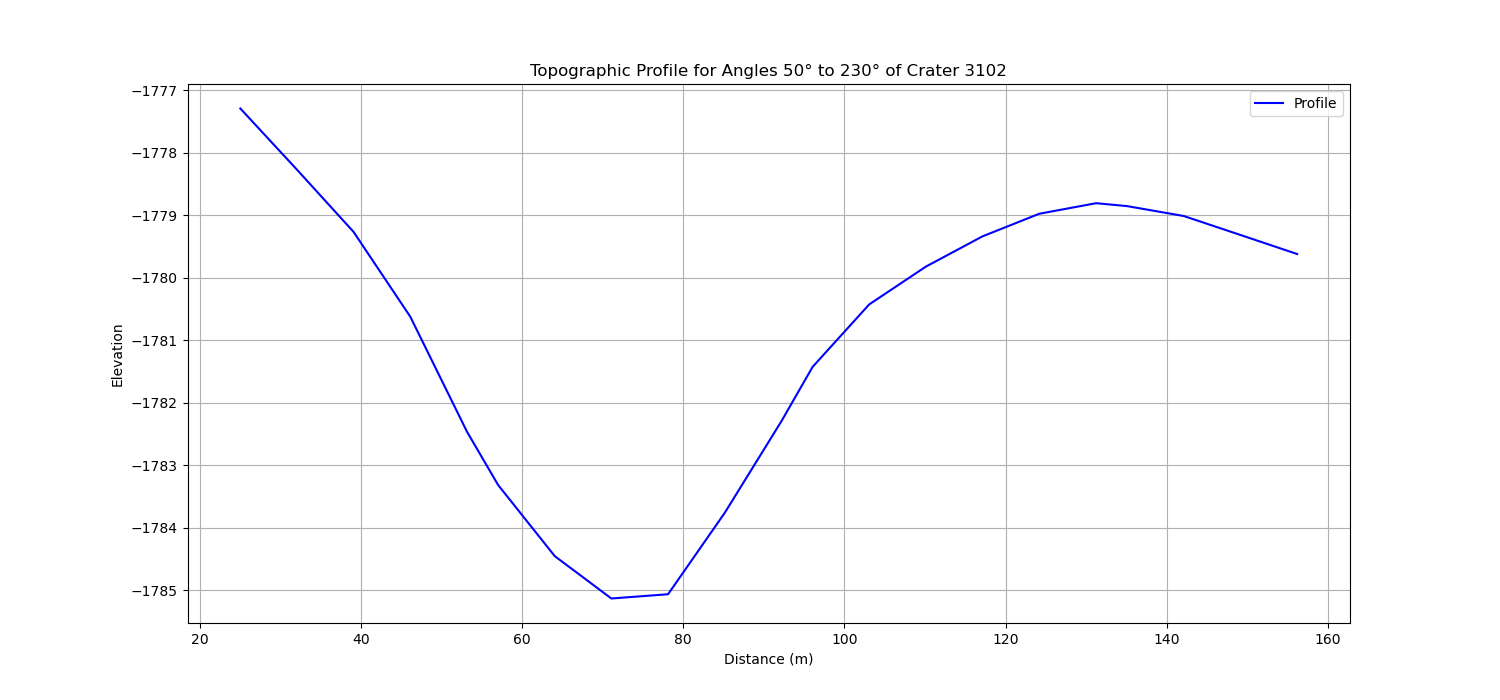 Topographic Profile for Angles 50° to 230° of Crater 3102
Profile
−1777
−1778
−1779
−1780
−1781
−1782
−1783
−1784
−1785
Elevation
20 40 60 80 100 120 140 160
Distance (m)